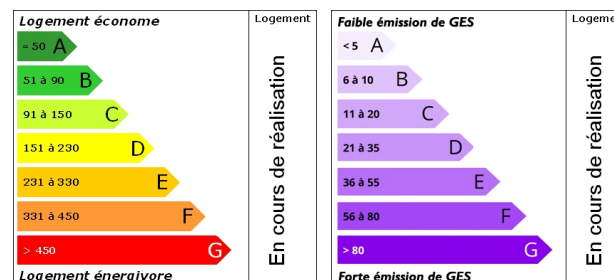 Logement économe
Logement
= 50 A
51 à 90 B
91 à 150 C
151 à 230 D
231 à 330 E
331 à 450 F
> 450 G
En cours de réalisation
Logement énergivore
Faible émission de GES
Logeme
< 5 A
6 à 10 B
11 à 20 C
21 à 35 D
36 à 55 E
56 à 80 F
> 80 G
En cours de réalisation
Forte émission de GES